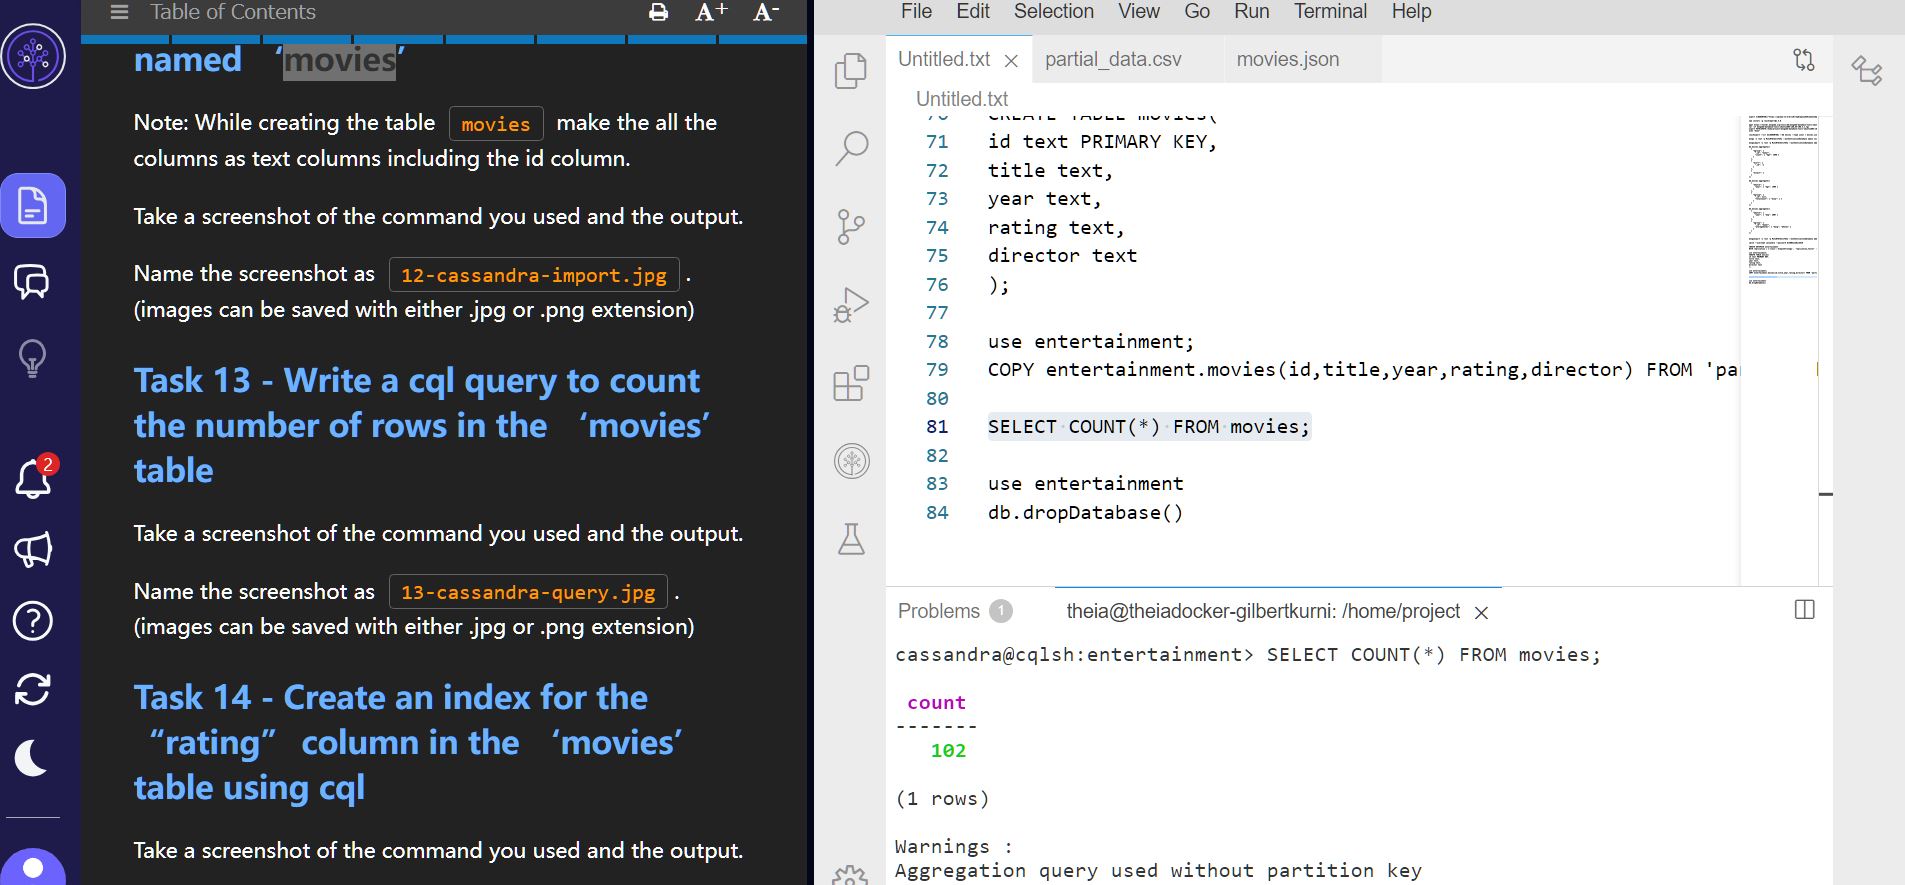 Table of Contents
A+ A-
named ‘movies’
Note: While creating the table movies make the all the
columns as text columns including the id column.
Take a screenshot of the command you used and the output.
Name the screenshot as 12-cassandra-import.jpg .
(images can be saved with either .jpg or .png extension)
Task 13 - Write a cql query to count
the number of rows in the ‘movies’
table
Take a screenshot of the command you used and the output.
Name the screenshot as 13-cassandra-query.jpg .
(images can be saved with either .jpg or .png extension)
Task 14 - Create an index for the
“rating” column in the ‘movies’
table using cql
Take a screenshot of the command you used and the output.
2
File Edit Selection View Go Run Terminal Help
Untitled.txt partial_data.csv movies.json
Untitled.txt
70 CREATE TABLE movies(
71 id text PRIMARY KEY,
72 title text,
73 year text,
74 rating text,
75 director text
76 );
77
78 use entertainment;
79 COPY entertainment.movies(id,title,year,rating,director) FROM 'pa
80
81 SELECT COUNT(*) FROM movies;
82
83 use entertainment
84 db.dropDatabase()
Problems 1 theia@theiadocker-gilbertkurni: /home/project
cassandra@cqlsh:entertainment> SELECT COUNT(*) FROM movies;
count
-------
102
(1 rows)
Warnings :
Aggregation query used without partition key